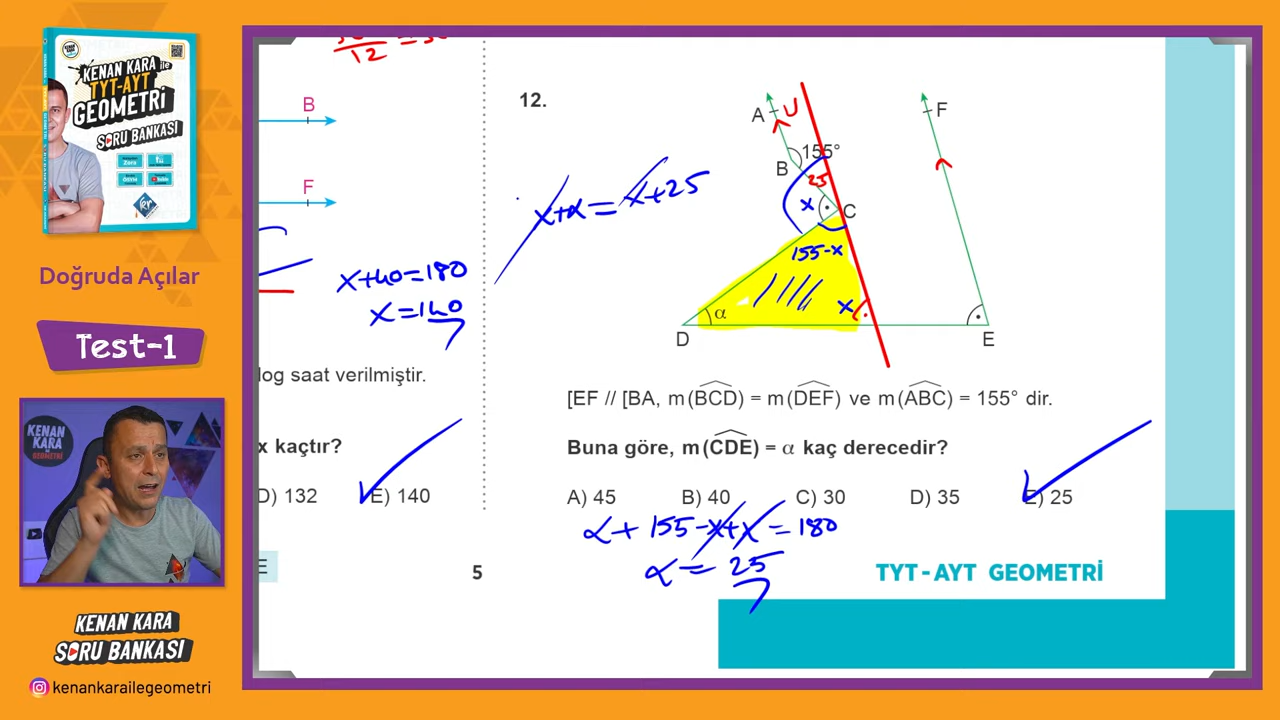 KENAN KARA ile
TYT-AYT
GEOMETRİ
SORU BANKASI
Doğruda Açılar
Test-1
KENAN
KARA
GEOMETRİ
KENAN KARA
SORU BANKASI
kenankarailegeometri
12
B
F
x+40=180
x=140
log saat verilmiştir.
x kaçtır?
D) 132
E) 140
E
5
12.
x+α=x+25
A
U
F
155°
B
25
x
C
155-x
α
x
D
E
[EF // [BA, m(BCD) = m(DEF) ve m(ABC) = 155° dir.
Buna göre, m(CDE) = α kaç derecedir?
A) 45
B) 40
C) 30
D) 35
E) 25
α+155-x+x=180
α=25
TYT - AYT GEOMETRİ